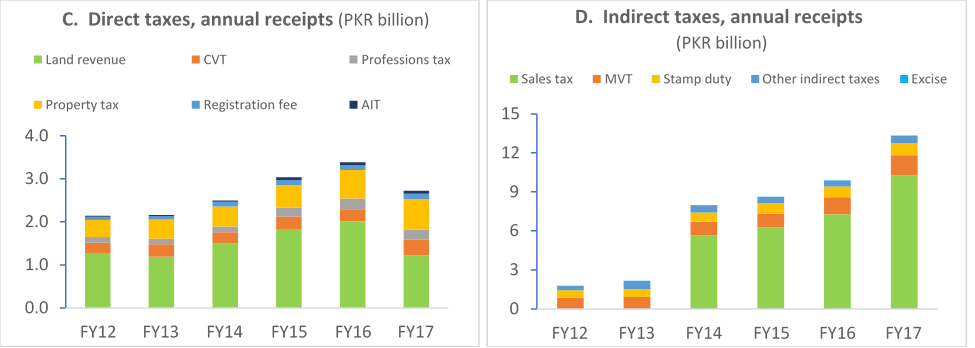 C. Direct taxes, annual receipts (PKR billion)
Land revenue CVT Professions tax
Property tax Registration fee AIT
4.0
3.0
2.0
1.0
0.0
FY12 FY13 FY14 FY15 FY16 FY17
D. Indirect taxes, annual receipts
(PKR billion)
Sales tax MVT Stamp duty Other indirect taxes Excise
15
12
9
6
3
0
FY12 FY13 FY14 FY15 FY16 FY17